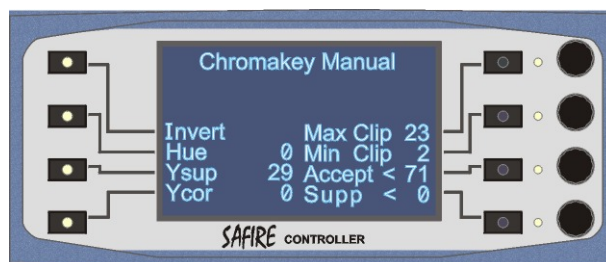 Chromakey Manual
Invert Max Clip 23
Hue 0 Min Clip 2
Ysup 29 Accept < 71
Ycor 0 Supp < 0
SAFIRE CONTROLLER